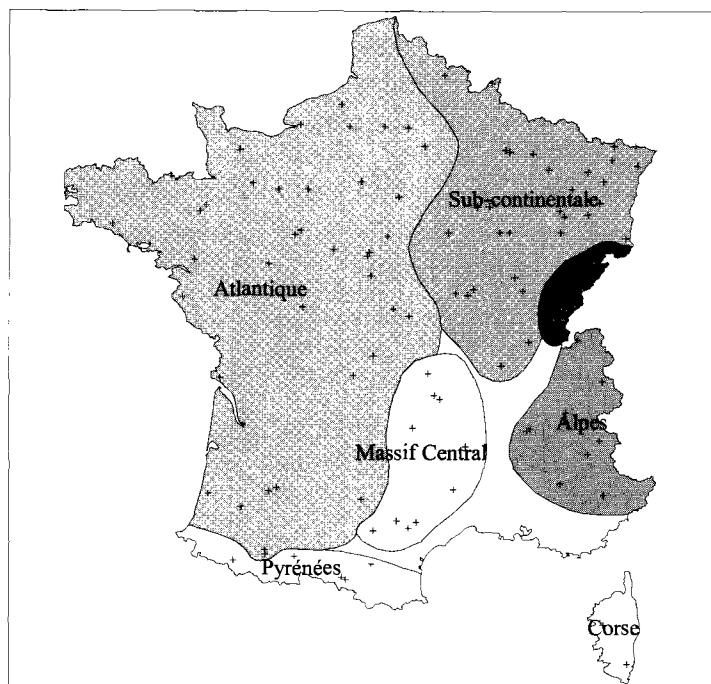 Sub-continentale
Atlantique
Alpes
Massif Central
Pyrénées
Corse